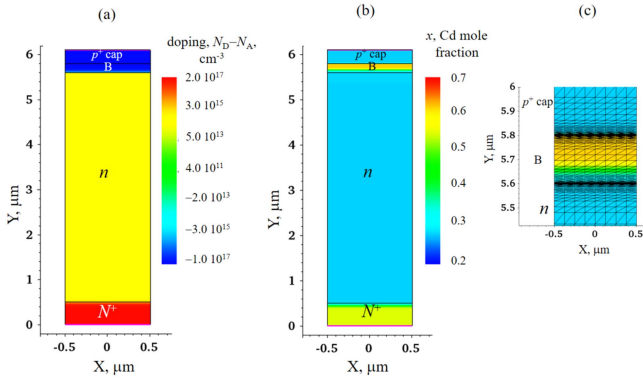 (a)
doping, N_D–N_A,
cm⁻³
2.0 10¹⁷
5.0 10¹⁵
5.0 10¹³
4.0 10¹¹
-2.0 10¹³
-3.0 10¹⁵
-1.0 10¹⁷
p⁺ cap
B
n
N⁺
6
5
4
3
2
1
0
Y, µm
-0.5
0
0.5
X, µm
(b)
x, Cd mole
fraction
0.7
0.6
0.5
0.4
0.3
0.2
p⁺ cap
B
n
N⁺
6
5
4
3
2
1
0
Y, µm
-0.5
0
0.5
X, µm
(c)
p⁺ cap
B
n
6
5.9
5.8
5.7
5.6
5.5
Y, µm
-0.5
0
0.5
X, µm